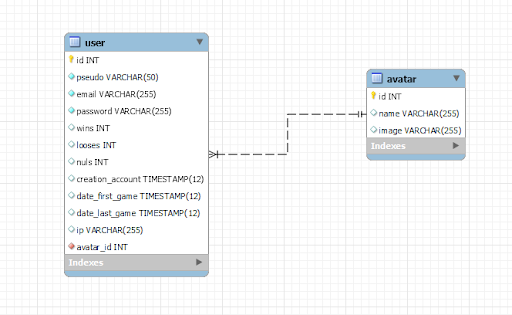 user
id INT
pseudo VARCHAR(50)
email VARCHAR(255)
password VARCHAR(255)
wins INT
looses INT
nuls INT
creation_account TIMESTAMP(12)
date_first_game TIMESTAMP(12)
date_last_game TIMESTAMP(12)
ip VARCHAR(255)
avatar_id INT
Indexes
avatar
id INT
name VARCHAR(255)
image VARCHAR(255)
Indexes